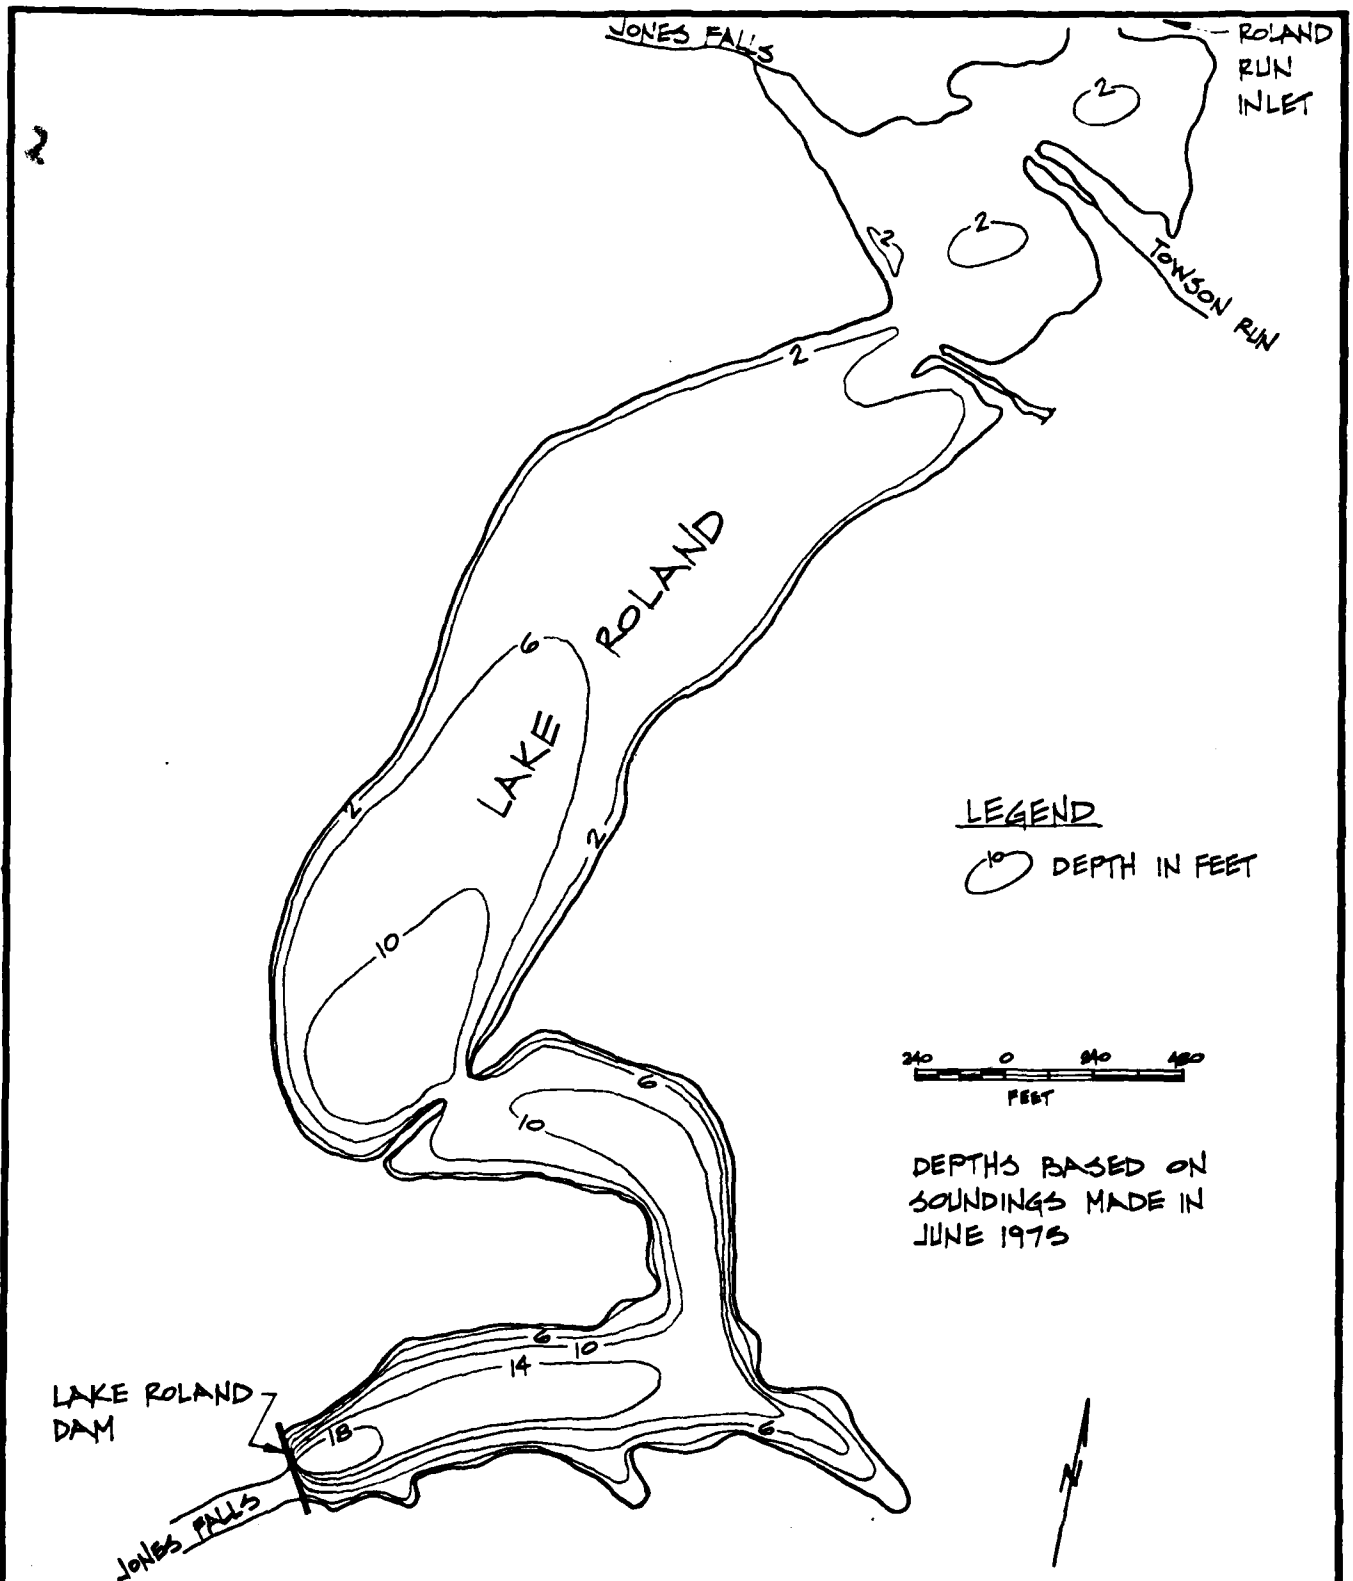 JONES FALLS
ROLAND
RUN
INLET
2
2
2
2
TOWSON RUN
2
ROLAND
6
LAKE
2
2
LEGEND
10 DEPTH IN FEET
10
240 0 240 480
FEET
6
10
DEPTHS BASED ON
SOUNDINGS MADE IN
JUNE 1975
6
10
14
LAKE ROLAND
DAM
18
6
N
JONES FALLS